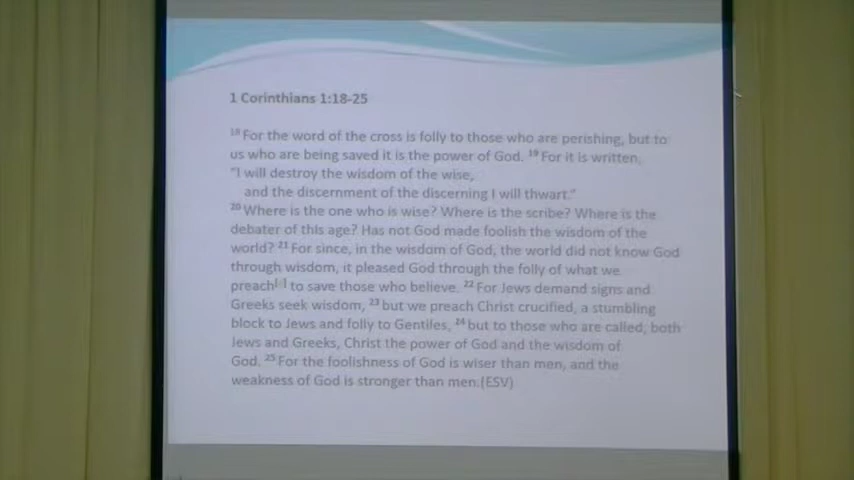 1 Corinthians 1:18-25
18 For the word of the cross is folly to those who are perishing, but to
us who are being saved it is the power of God. 19 For it is written,
"I will destroy the wisdom of the wise,
and the discernment of the discerning I will thwart."
20 Where is the one who is wise? Where is the scribe? Where is the
debater of this age? Has not God made foolish the wisdom of the
world? 21 For since, in the wisdom of God, the world did not know God
through wisdom, it pleased God through the folly of what we
preach[ ] to save those who believe. 22 For Jews demand signs and
Greeks seek wisdom, 23 but we preach Christ crucified, a stumbling
block to Jews and folly to Gentiles, 24 but to those who are called, both
Jews and Greeks, Christ the power of God and the wisdom of
God. 25 For the foolishness of God is wiser than men, and the
weakness of God is stronger than men.(ESV)